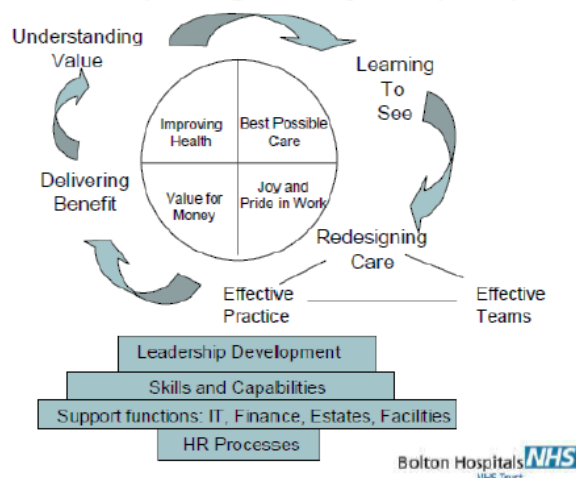 Understanding
Value
Learning
To
See
Improving
Health
Best Possible
Care
Value for
Money
Joy and
Pride in Work
Delivering
Benefit
Redesigning
Care
Effective
Practice
Effective
Teams
Leadership Development
Skills and Capabilities
Support functions: IT, Finance, Estates, Facilities
HR Processes
Bolton Hospitals NHS
NHS Trust